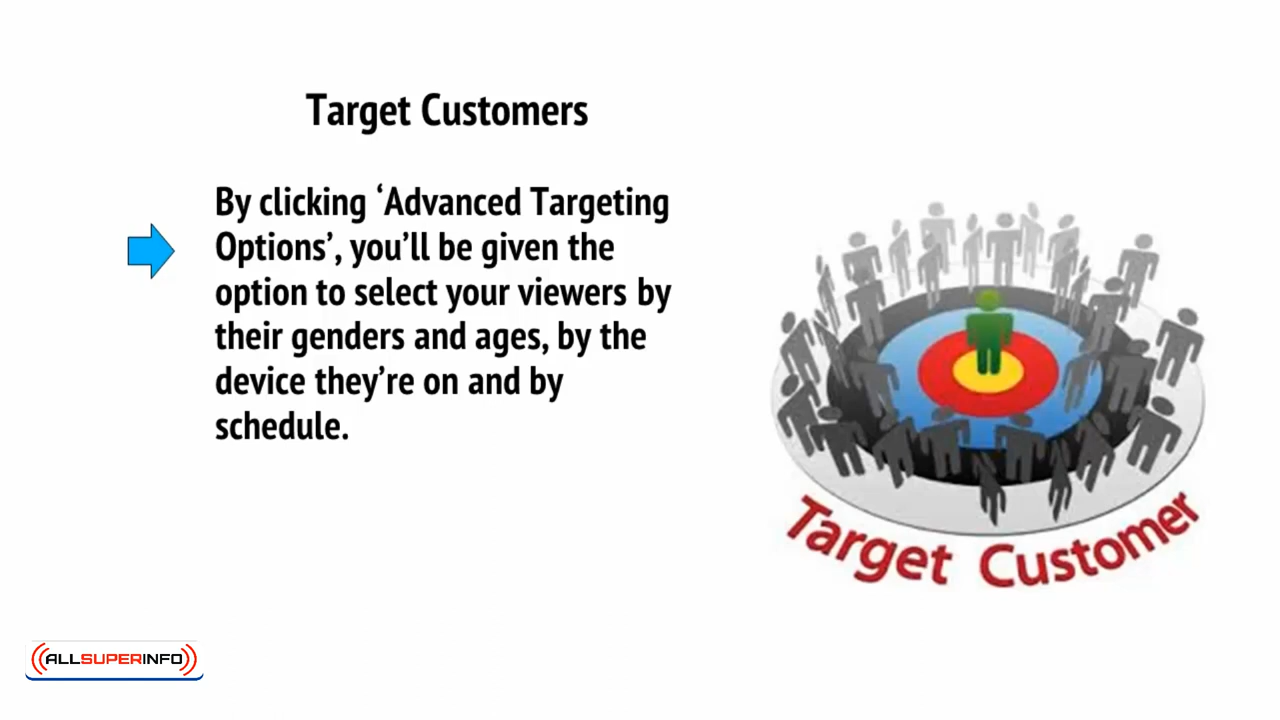 Target Customers
By clicking ‘Advanced Targeting
Options’, you’ll be given the
option to select your viewers by
their genders and ages, by the
device they’re on and by
schedule.
Target Customer
ALLSUPERINFO